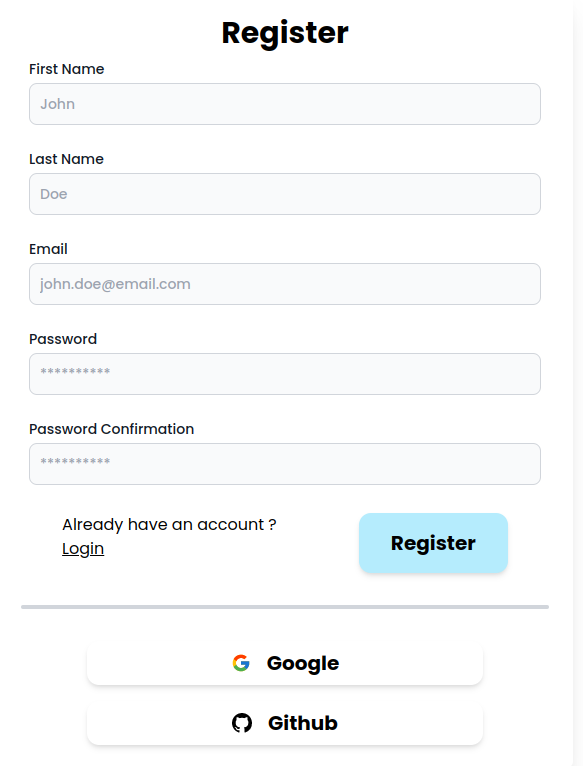 Register
First Name
John
Last Name
Doe
Email
john.doe@email.com
Password
**********
Password Confirmation
**********
Already have an account ?
Login
Register
Google
Github